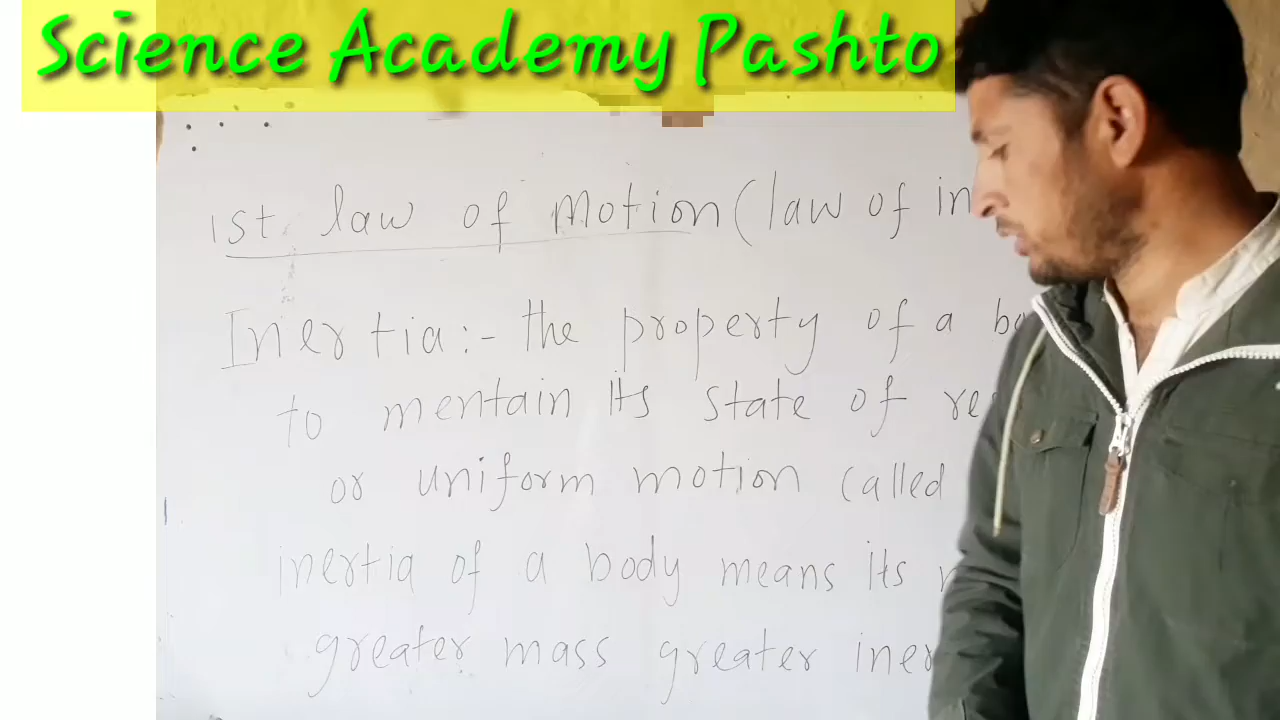 Science Academy Pashto
1st law of Motion (law of in
Inertia:- the property of a bo
to mentain its state of re
or uniform motion called
inertia of a body means its
greater mass greater iner